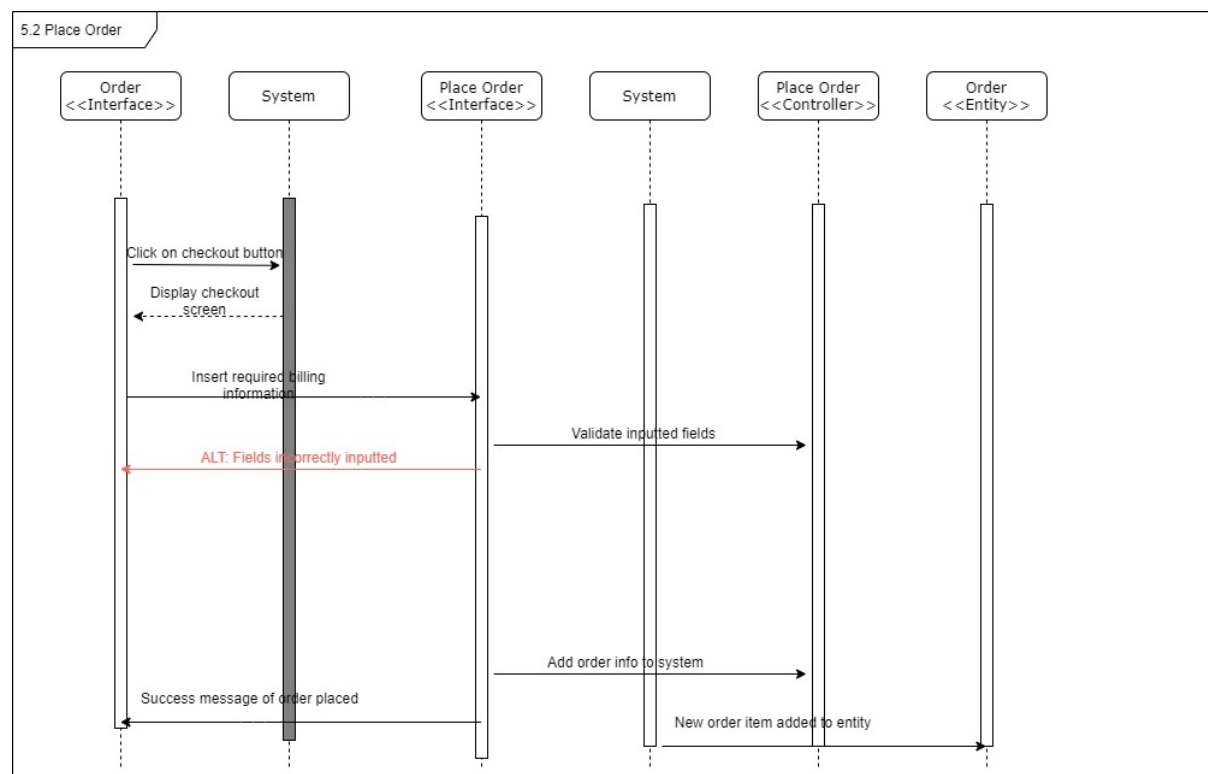 5.2 Place Order
Order
<<Interface>>
System
Place Order
<<Interface>>
System
Place Order
<<Controller>>
Order
<<Entity>>
Click on checkout button
Display checkout
screen
Insert required billing
information
Validate inputted fields
ALT: Fields incorrectly inputted
Add order info to system
Success message of order placed
New order item added to entity